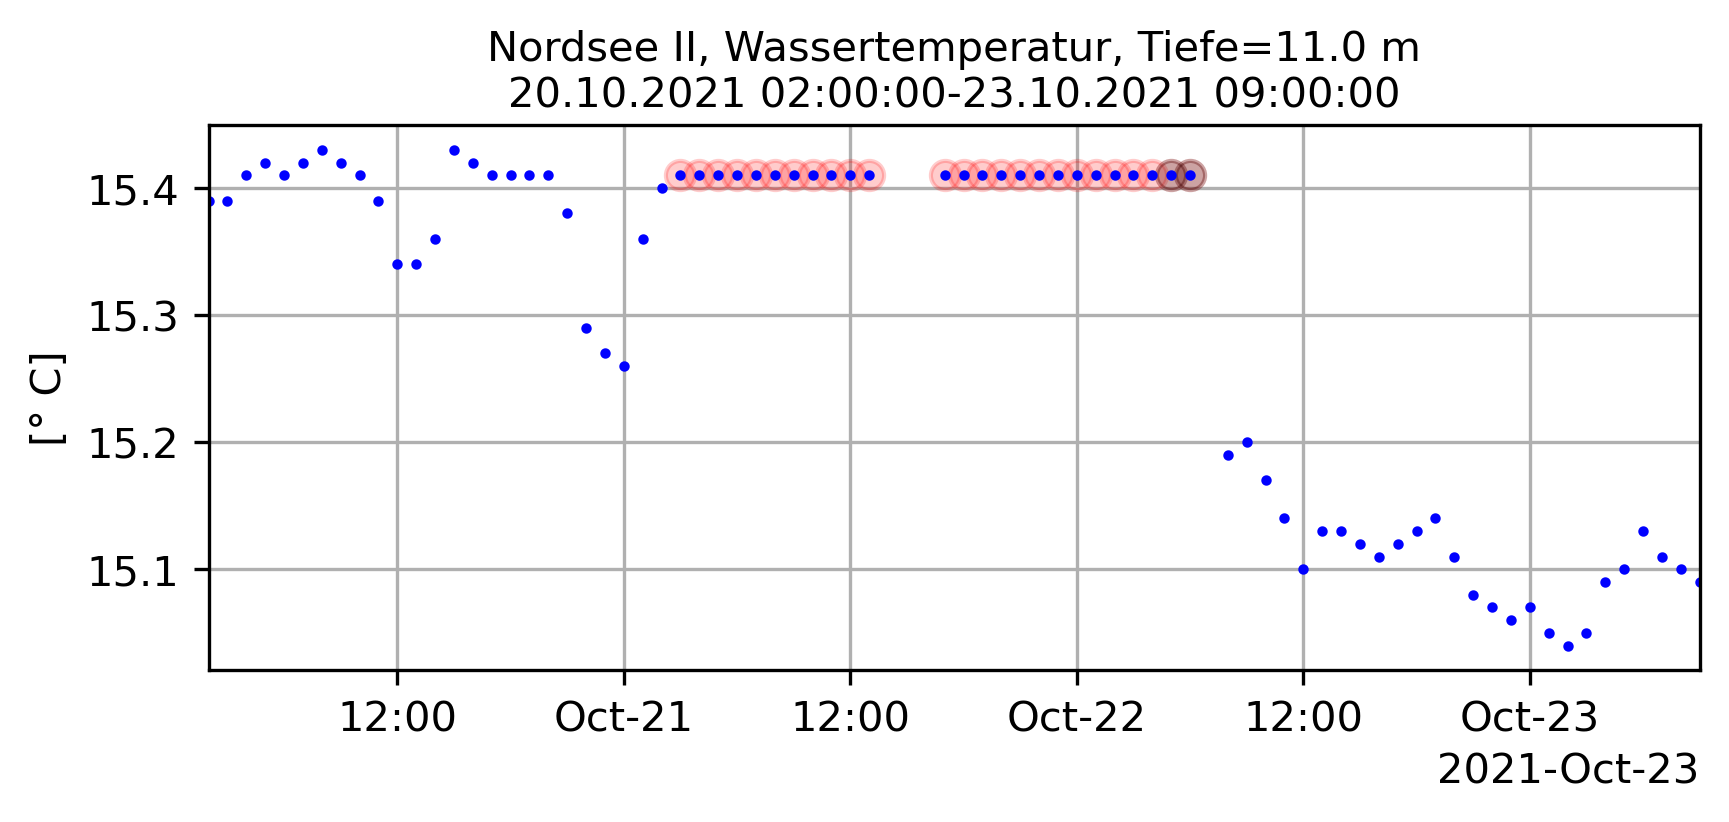 Nordsee II, Wassertemperatur, Tiefe=11.0 m
20.10.2021 02:00:00-23.10.2021 09:00:00
[° C]
15.4
15.3
15.2
15.1
12:00 Oct-21 12:00 Oct-22 12:00 Oct-23
2021-Oct-23